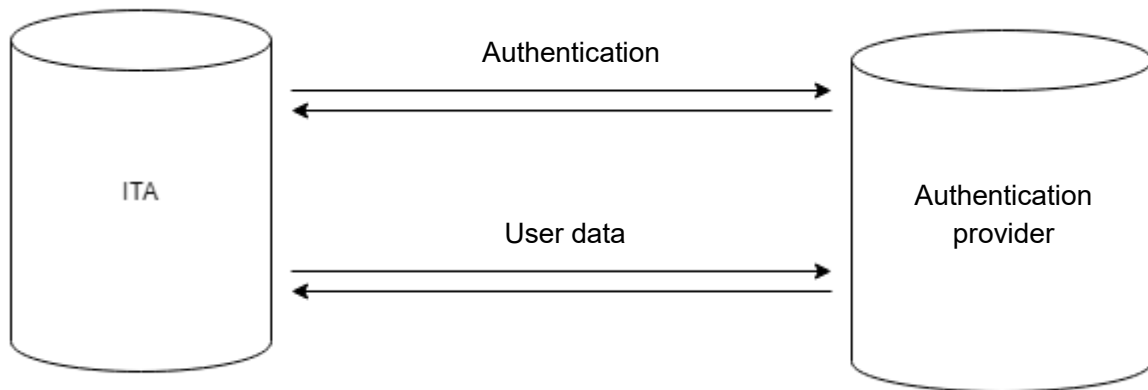 Authentication
ITA
Authentication
provider
User data